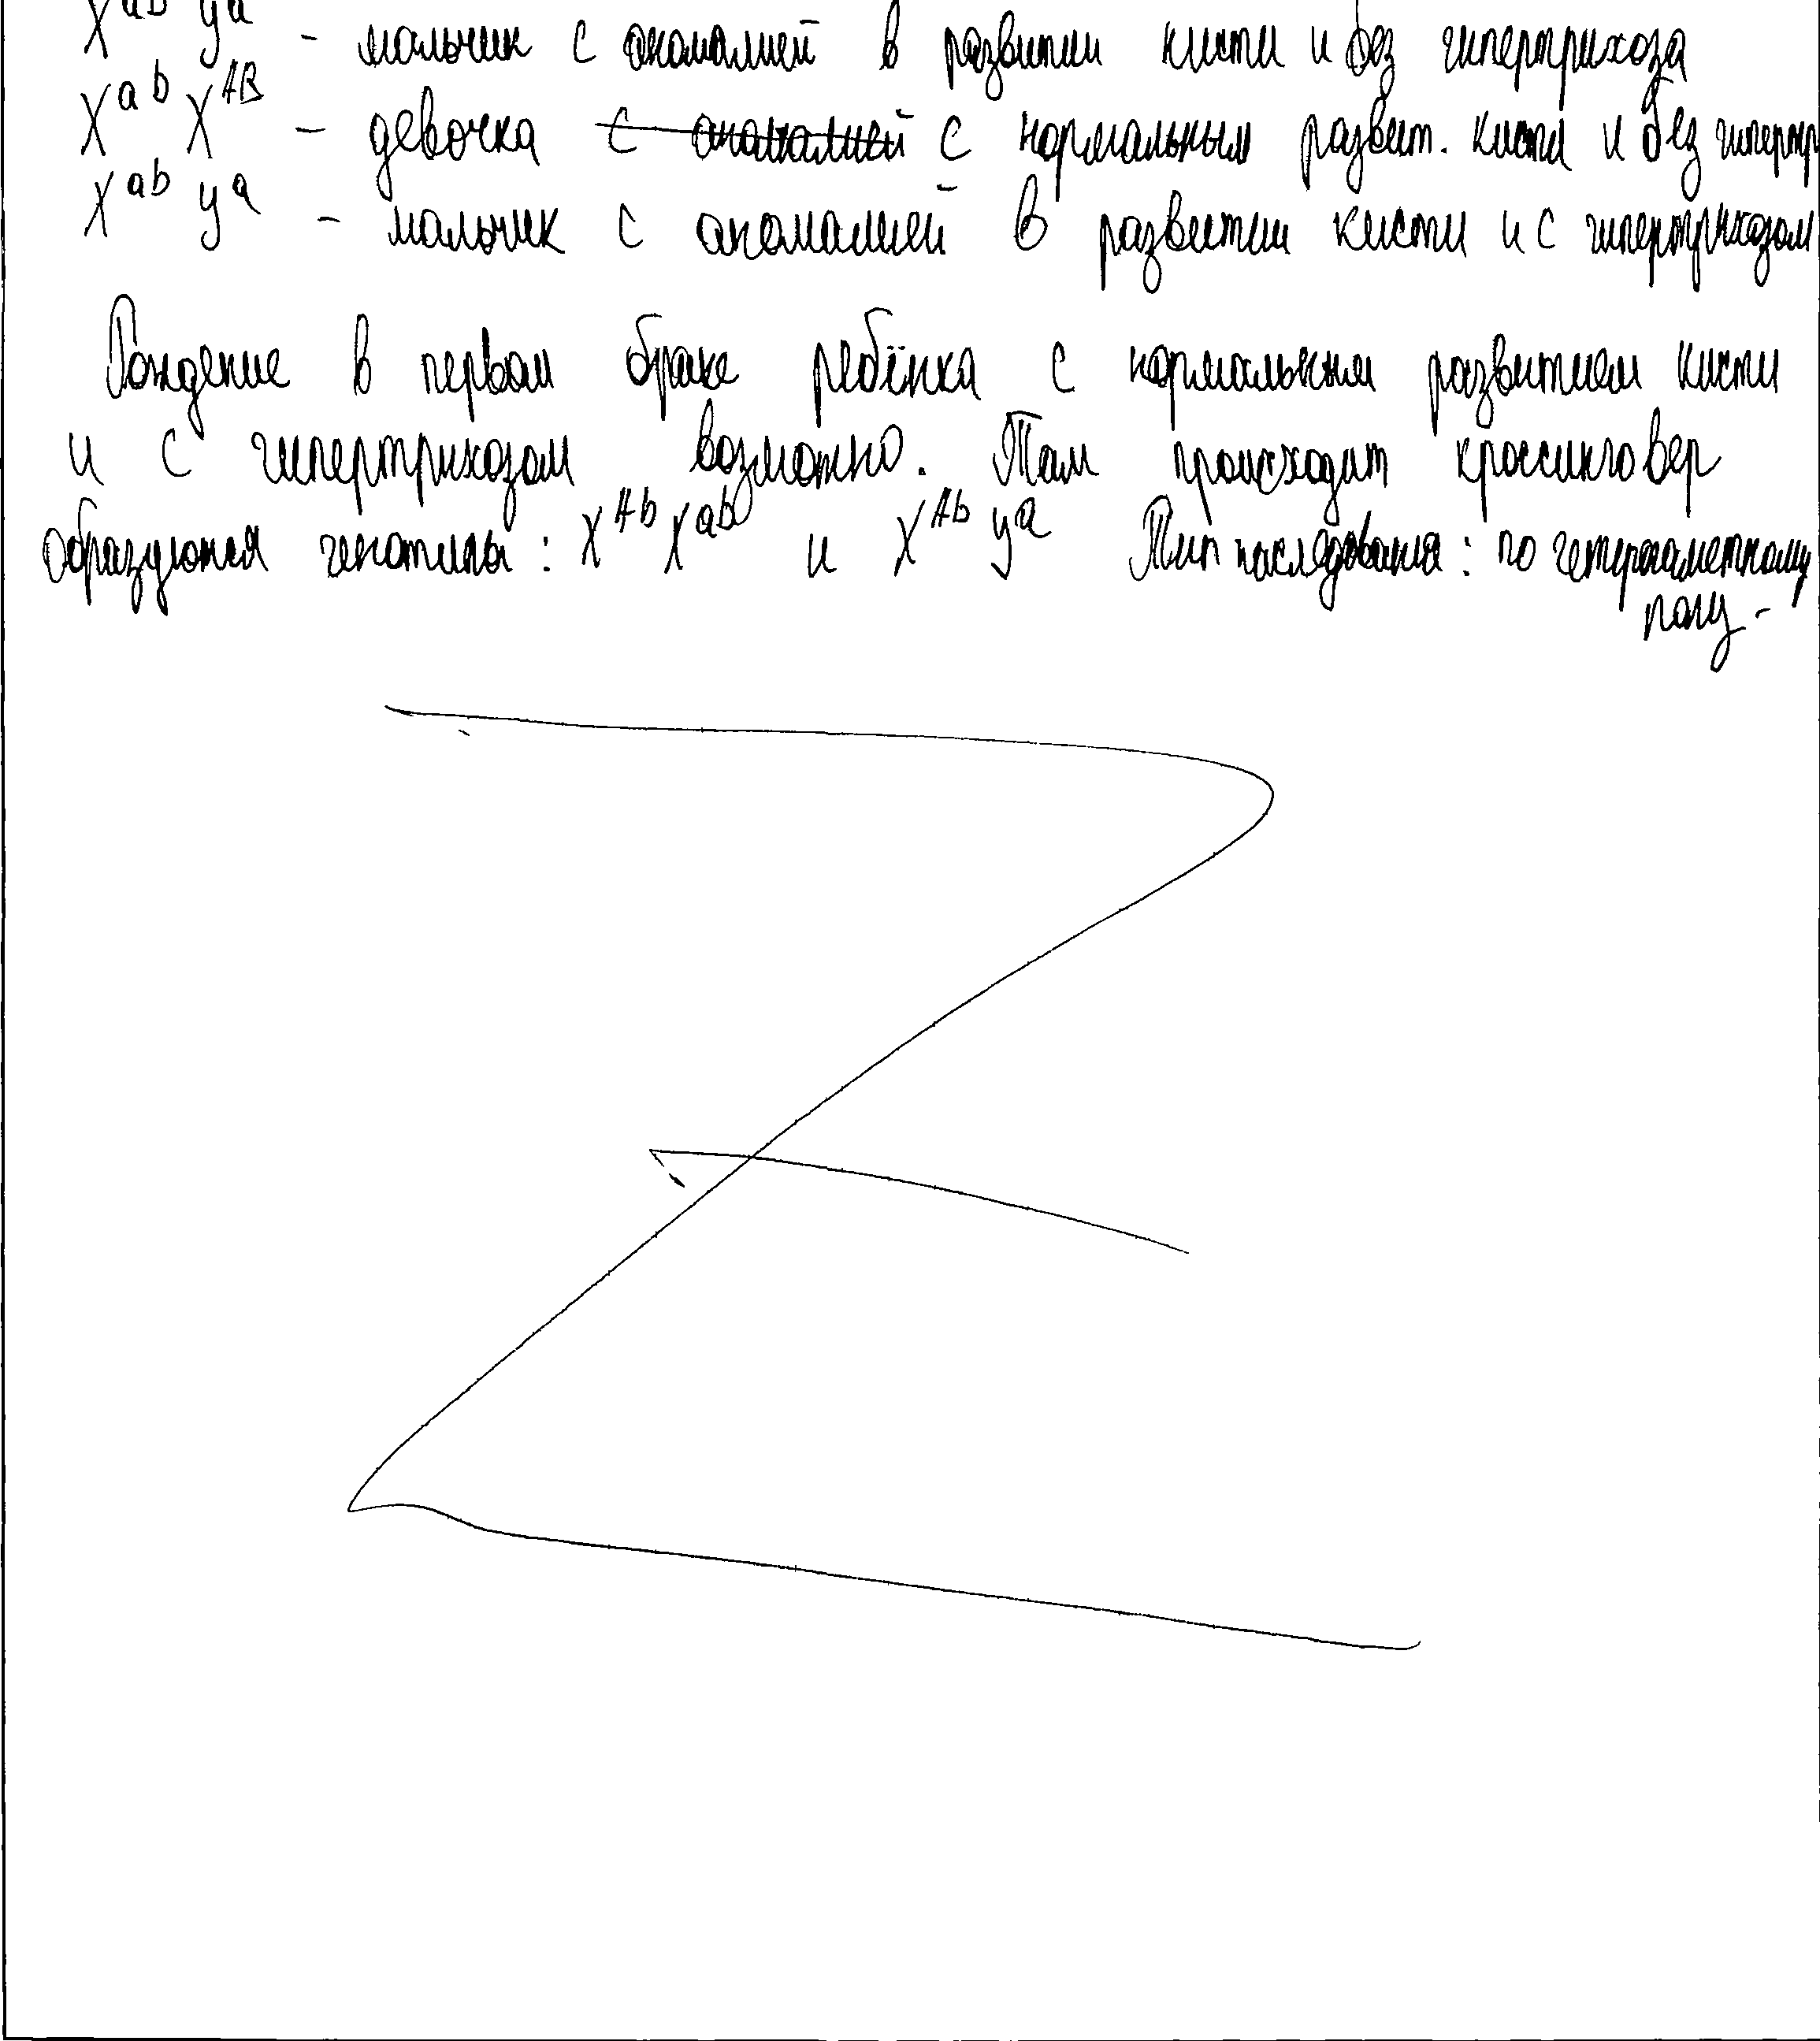 X^ab y^a - мальчик с аномалией в развитии кисти и без гипертрихоза
X^ab X^AB - девочка с аномалией с нормальным развит. кисти и без гипертр
X^ab y^a - мальчик с аномалией в развитии кисти и с гипертрихозом
Рождение в первом браке ребёнка с нормальным развитием кисти
и с гипертрихозом возможно. Там происходит кроссинговер
образуются генотипы: X^Ab X^ab и X^Ab y^a Тип наследования: по гетерогаметному
полу -